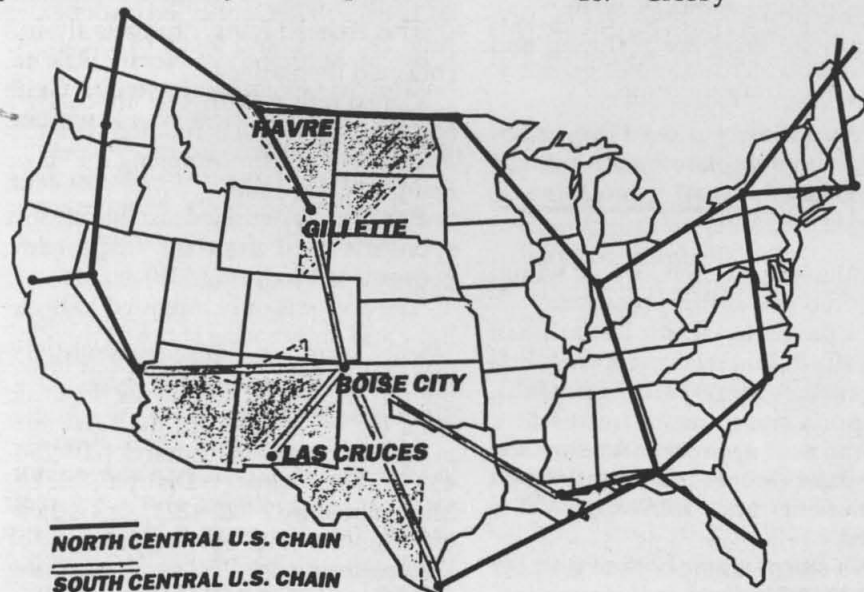 HAVRE
GILLETTE
BOISE CITY
LAS CRUCES
NORTH CENTRAL U.S. CHAIN
SOUTH CENTRAL U.S. CHAIN